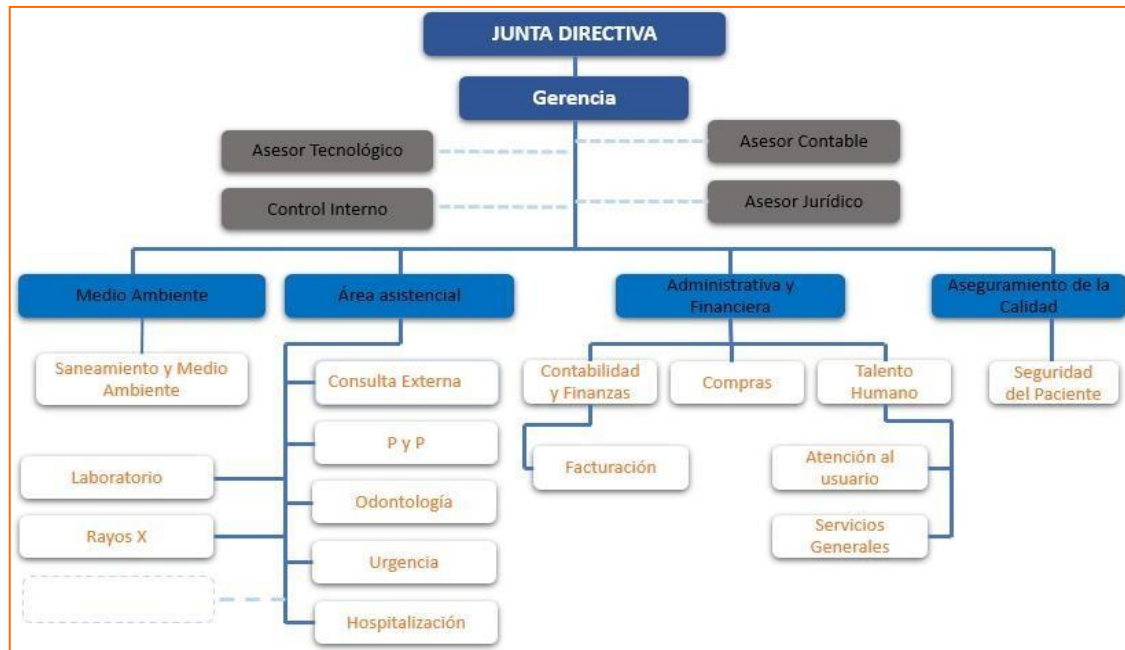 JUNTA DIRECTIVA
Gerencia
Asesor Tecnológico
Asesor Contable
Control Interno
Asesor Jurídico
Medio Ambiente
Área asistencial
Administrativa y
Financiera
Aseguramiento de la
Calidad
Saneamiento y Medio
Ambiente
Consulta Externa
Contabilidad
y Finanzas
Compras
Talento
Humano
Seguridad
del Paciente
P y P
Laboratorio
Facturación
Atención al
usuario
Odontología
Rayos X
Servicios
Generales
Urgencia
Hospitalización